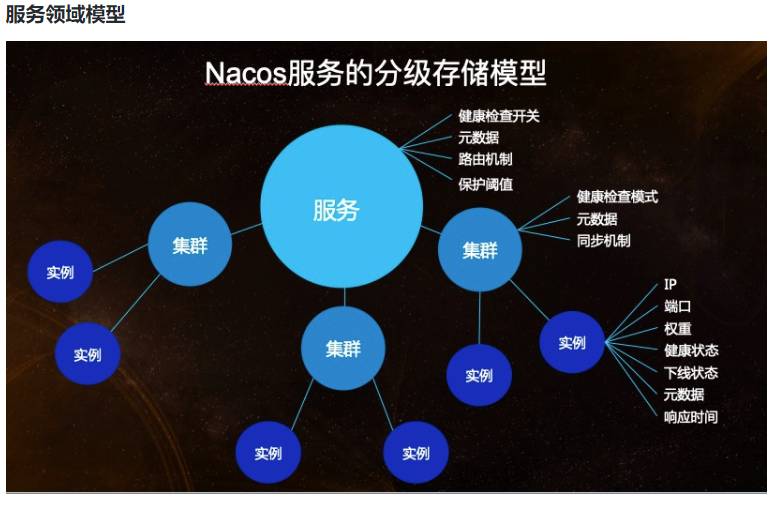 服务领域模型
Nacos服务的分级存储模型
健康检查开关
元数据
路由机制
保护阈值
服务
健康检查模式
元数据
同步机制
集群
集群
实例
IP
端口
权重
健康状态
下线状态
元数据
响应时间
实例
集群
实例
实例
实例
实例